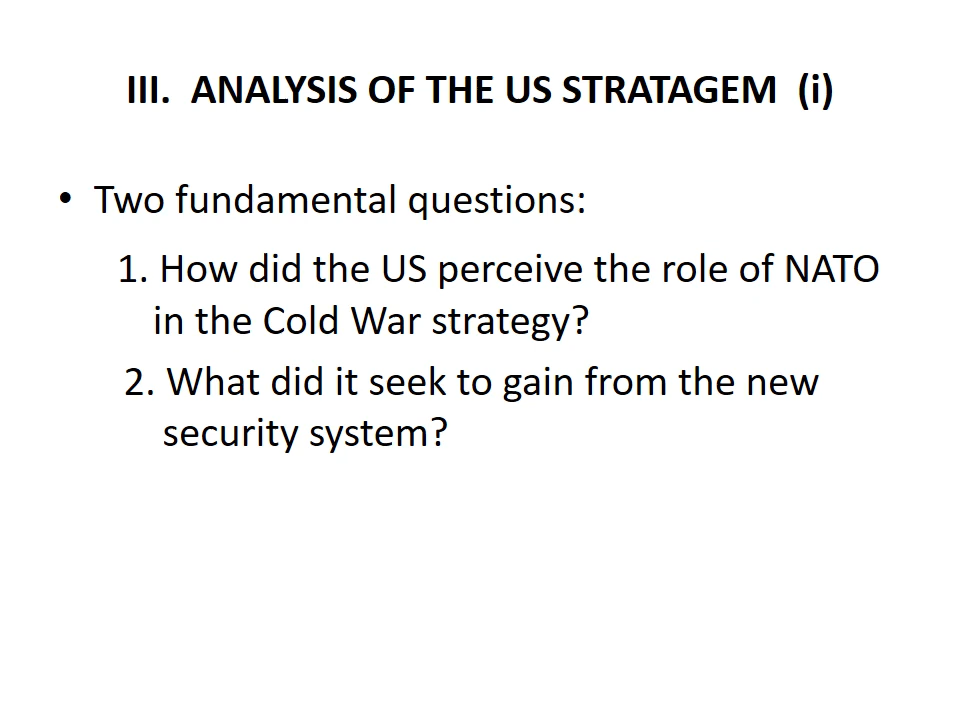 III.  ANALYSIS OF THE US STRATAGEM  (i)
• Two fundamental questions:
1. How did the US perceive the role of NATO
in the Cold War strategy?
2. What did it seek to gain from the new
security system?